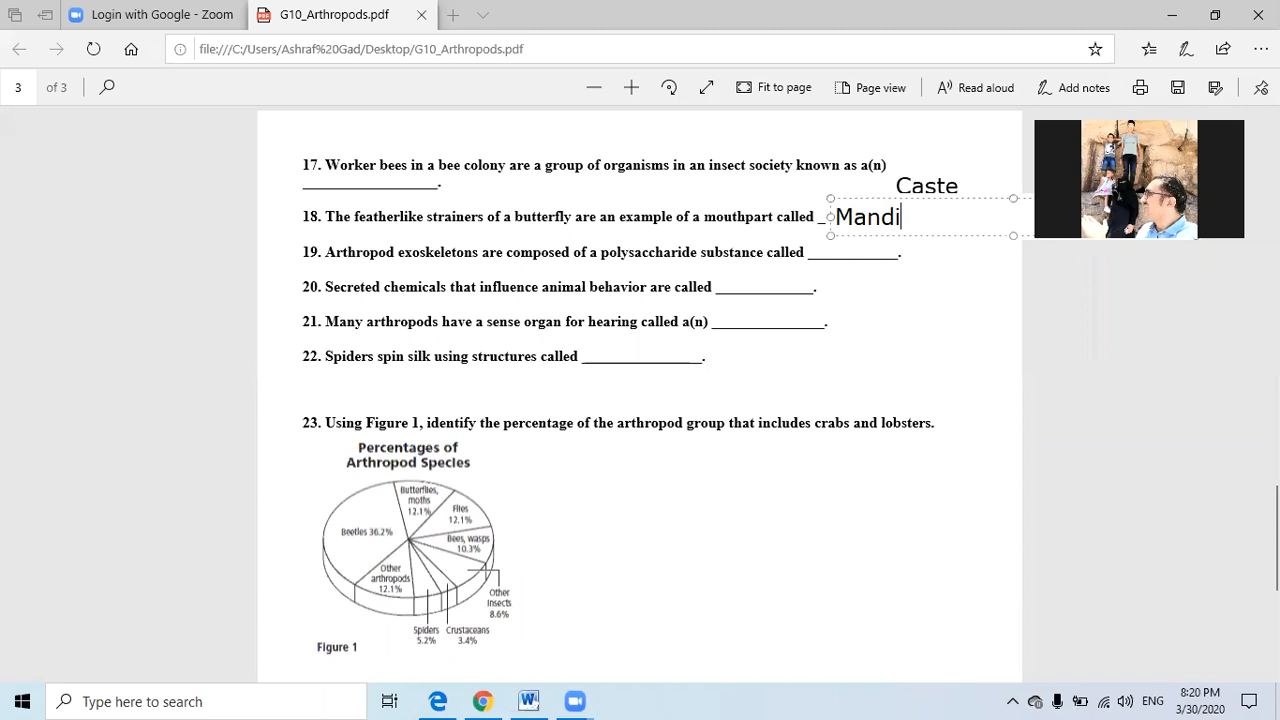 Login with Google - Zoom
G10_Arthropods.pdf
file:///C:/Users/Ashraf%20Gad/Desktop/G10_Arthropods.pdf
3 of 3
Fit to page
Page view
Read aloud
Add notes
17. Worker bees in a bee colony are a group of organisms in an insect society known as a(n)
__________________.
Caste
18. The featherlike strainers of a butterfly are an example of a mouthpart called _
Mandi
19. Arthropod exoskeletons are composed of a polysaccharide substance called ____________.
20. Secreted chemicals that influence animal behavior are called _____________.
21. Many arthropods have a sense organ for hearing called a(n) _______________.
22. Spiders spin silk using structures called ________________.
23. Using Figure 1, identify the percentage of the arthropod group that includes crabs and lobsters.
Percentages of
Arthropod Species
Butterflies,
moths
12.1%
Flies
12.1%
Beetles 36.2%
Bees, wasps
10.3%
Other
arthropods
12.1%
Other
insects
8.6%
Spiders
5.2%
Crustaceans
3.4%
Figure 1
Type here to search
ENG
8:20 PM
3/30/2020